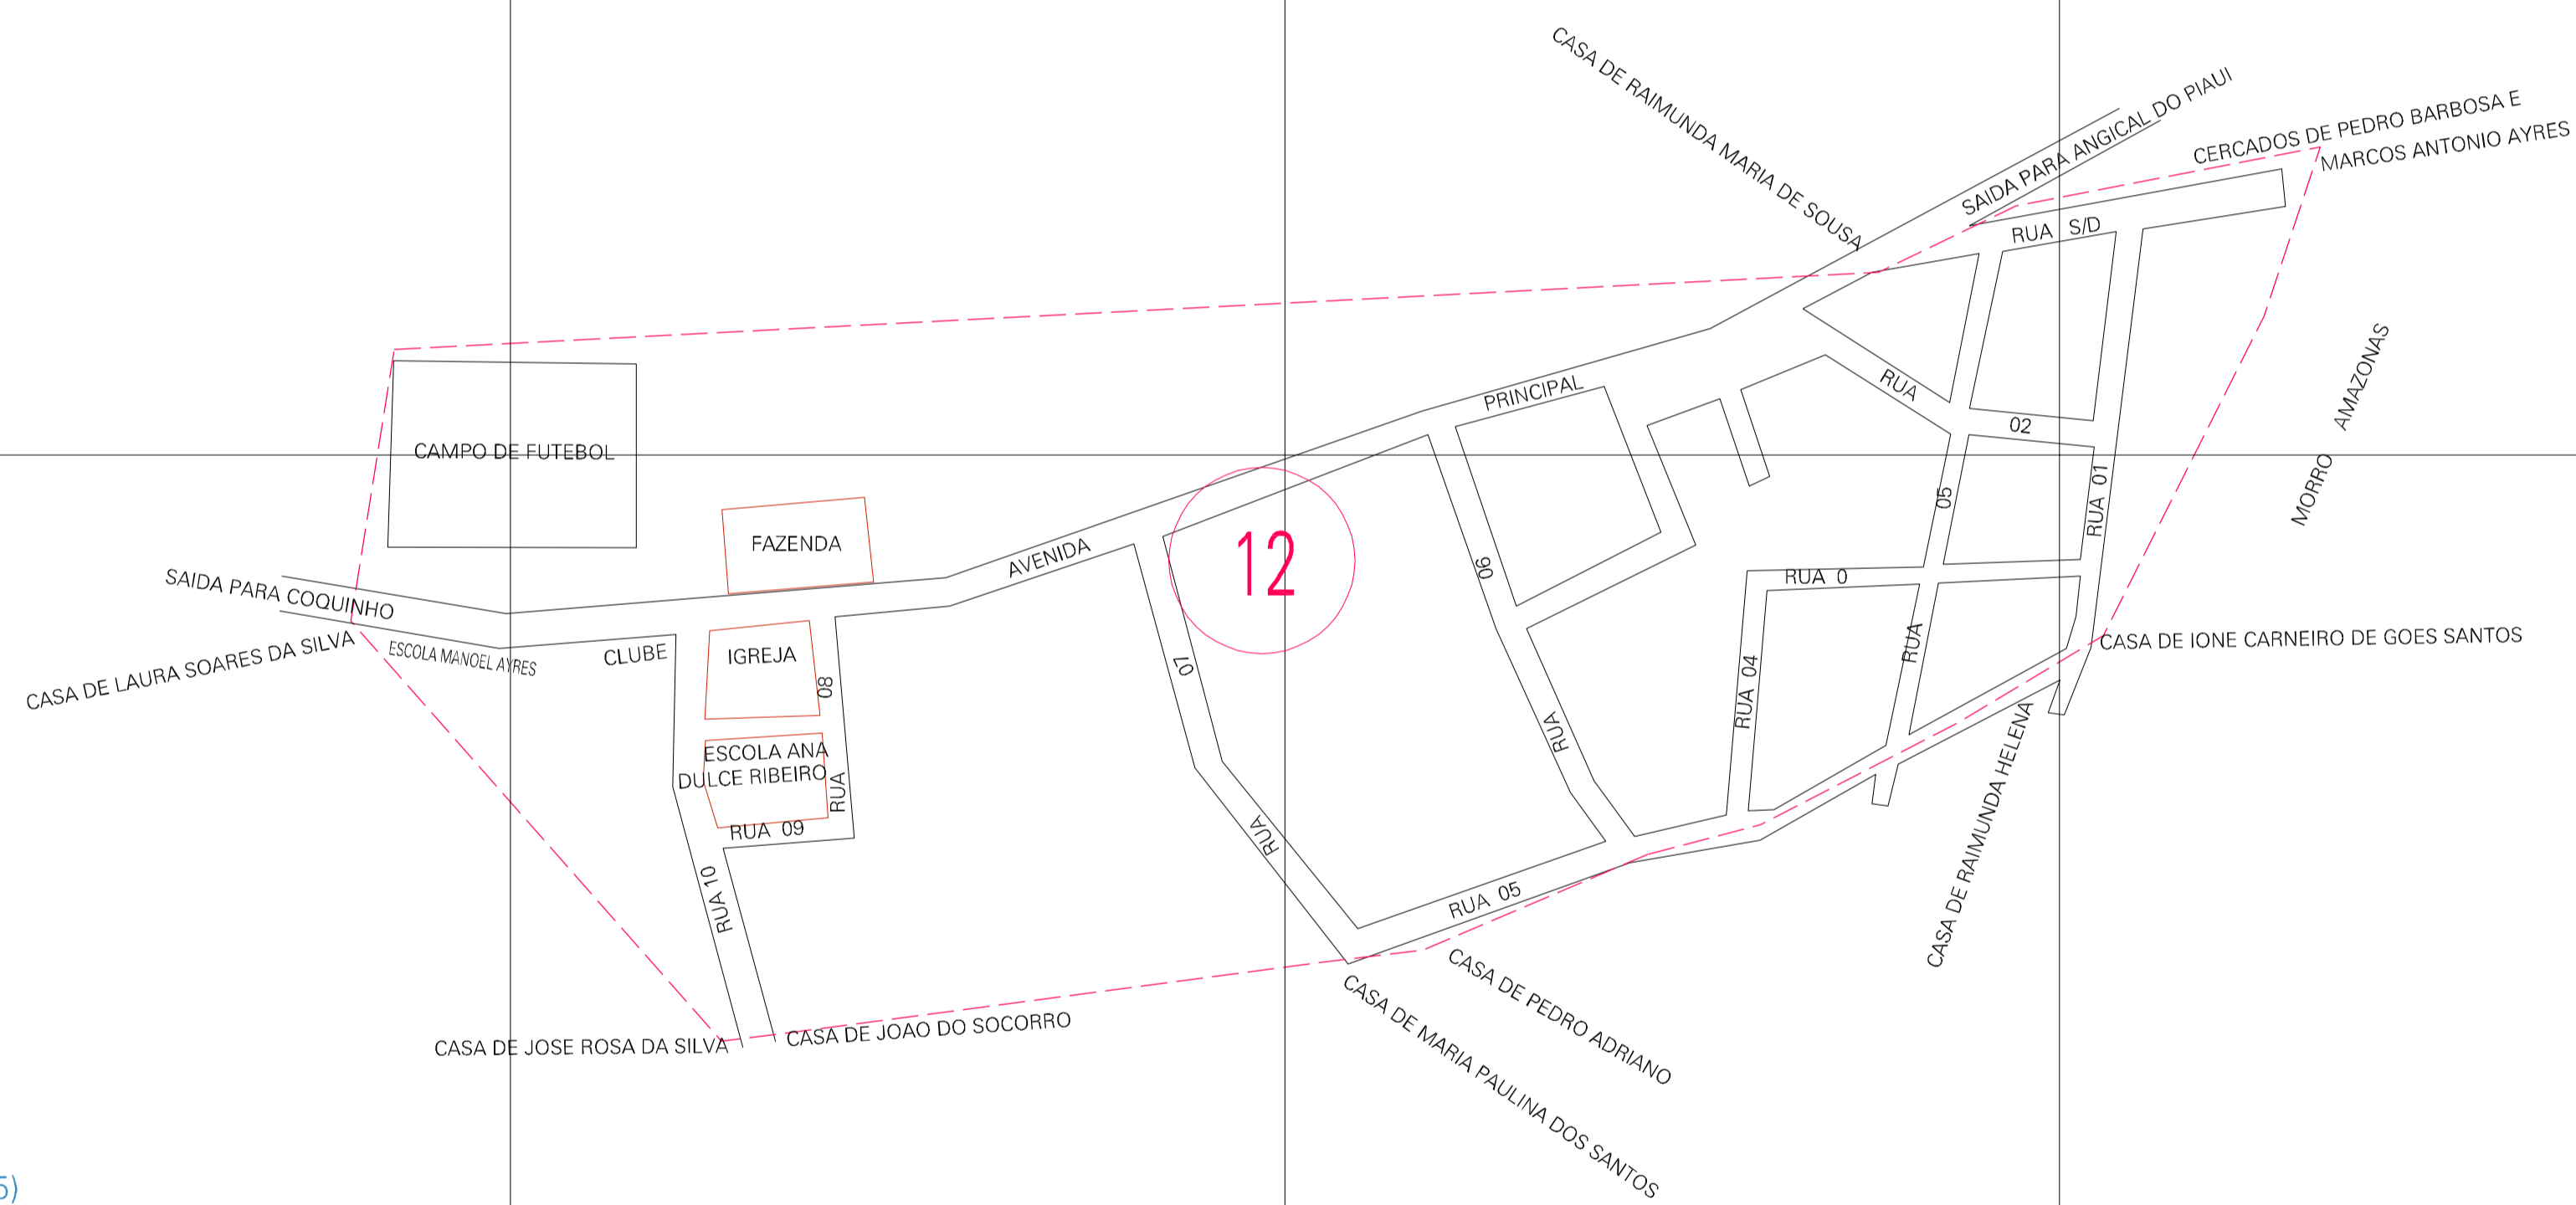 CASA DE RAIMUNDA MARIA DE SOUSA
SAIDA PARA ANGICAL DO PIAUI
CERCADOS DE PEDRO BARBOSA E
MARCOS ANTONIO AYRES
RUA S/D
MORRO AMAZONAS
RUA 02
PRINCIPAL
CAMPO DE FUTEBOL
FAZENDA
AVENIDA
12
06
RUA
05
RUA
RUA 01
RUA 0
RUA 04
SAIDA PARA COQUINHO
CASA DE LAURA SOARES DA SILVA
ESCOLA MANOEL AYRES
CLUBE
IGREJA
08
RUA
ESCOLA ANA
DULCE RIBEIRO
RUA 09
RUA 10
07
RUA
RUA 05
CASA DE IONE CARNEIRO DE GOES SANTOS
CASA DE RAIMUNDA HELENA
CASA DE PEDRO ADRIANO
CASA DE MARIA PAULINA DOS SANTOS
CASA DE JOSE ROSA DA SILVA
CASA DE JOAO DO SOCORRO
5)